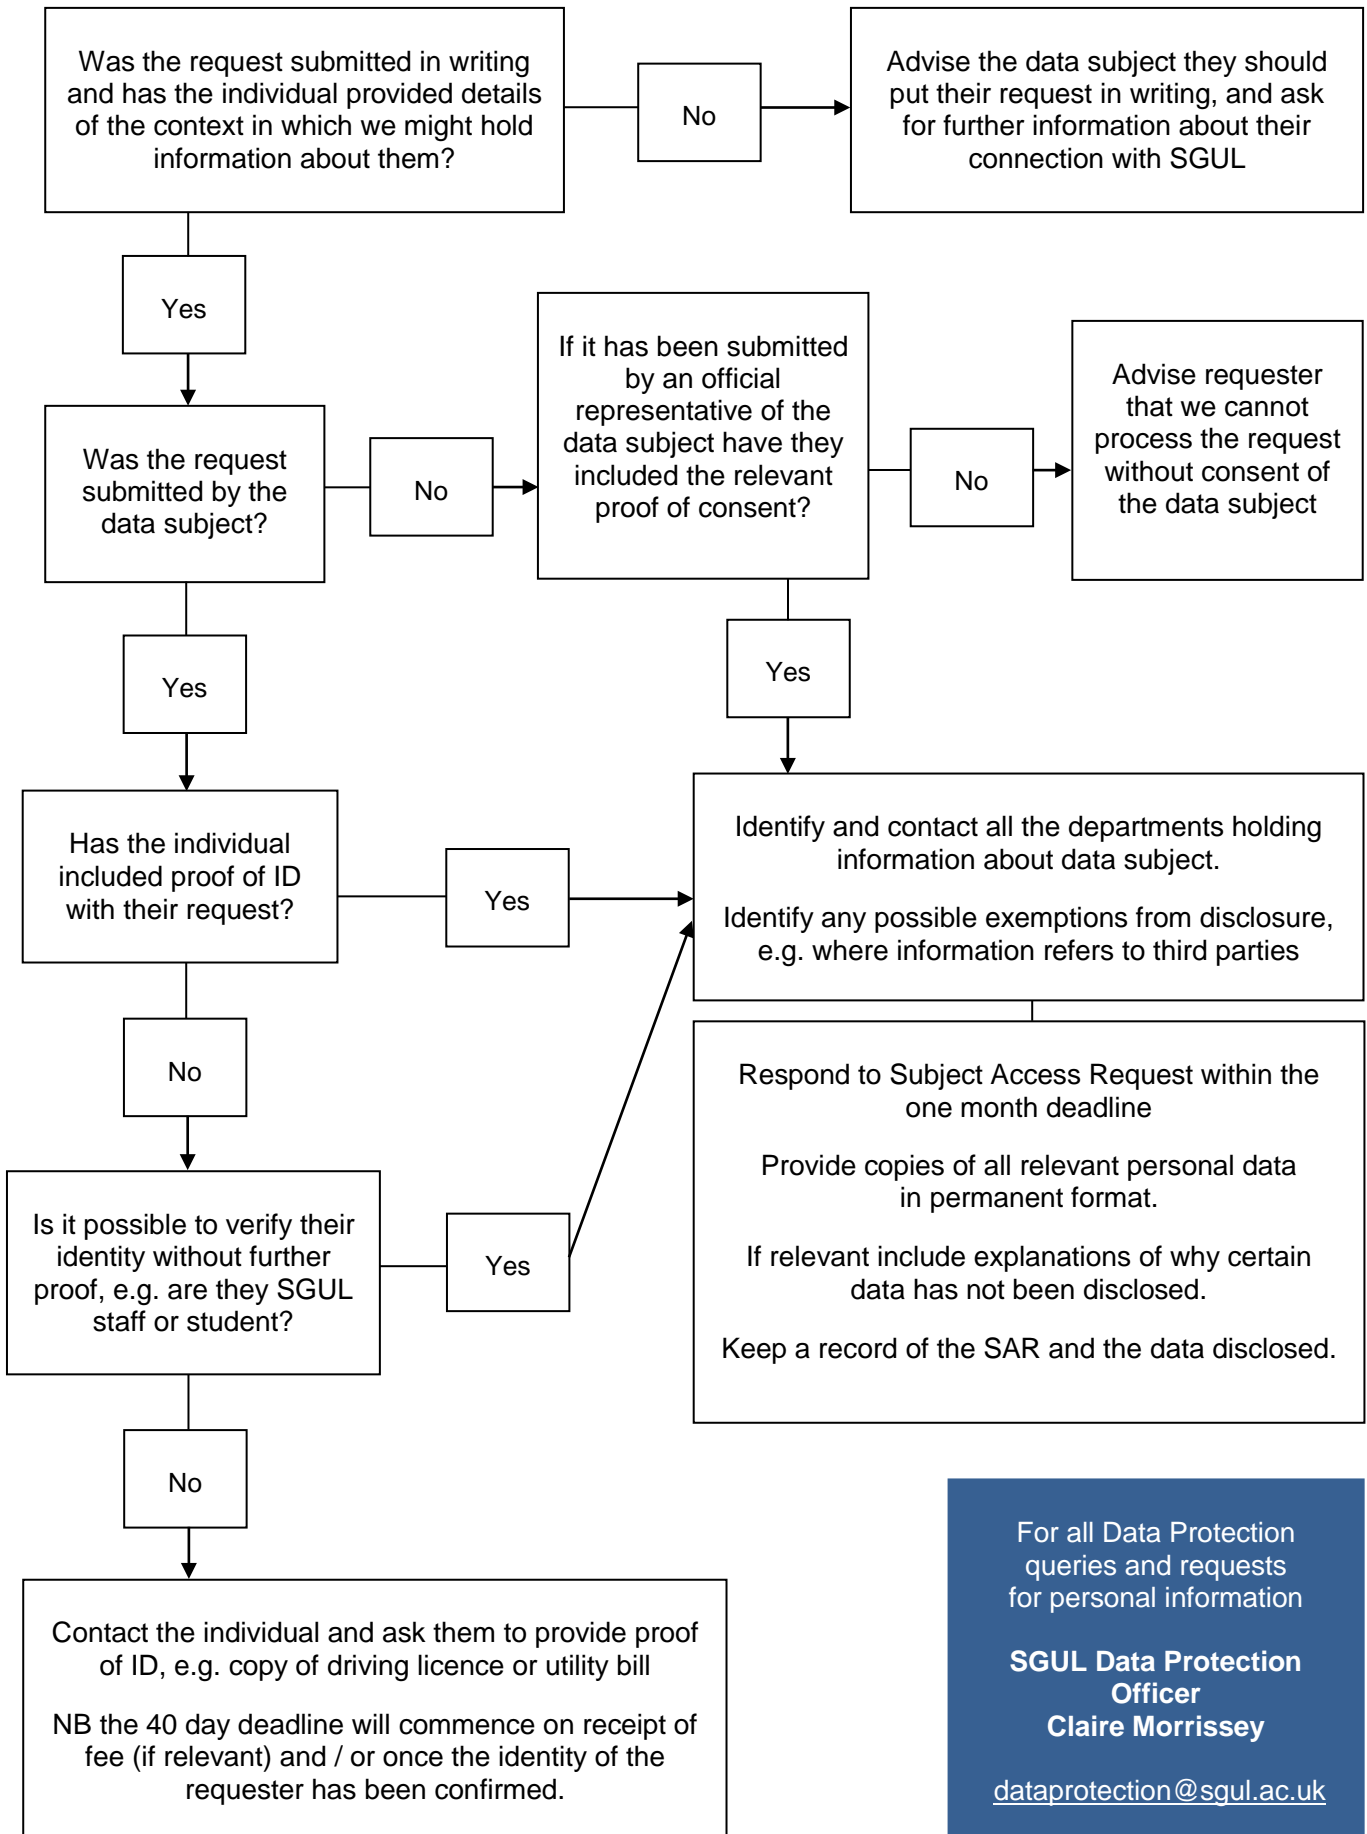 Was the request submitted in writing
and has the individual provided details
of the context in which we might hold
information about them?
No
Advise the data subject they should
put their request in writing, and ask
for further information about their
connection with SGUL
Yes
Was the request
submitted by the
data subject?
No
If it has been submitted
by an official
representative of the
data subject have they
included the relevant
proof of consent?
No
Advise requester
that we cannot
process the request
without consent of
the data subject
Yes
Yes
Has the individual
included proof of ID
with their request?
Yes
Identify and contact all the departments holding
information about data subject.
Identify any possible exemptions from disclosure,
e.g. where information refers to third parties
No
Respond to Subject Access Request within the
one month deadline
Provide copies of all relevant personal data
in permanent format.
If relevant include explanations of why certain
data has not been disclosed.
Keep a record of the SAR and the data disclosed.
Is it possible to verify their
identity without further
proof, e.g. are they SGUL
staff or student?
Yes
No
Contact the individual and ask them to provide proof
of ID, e.g. copy of driving licence or utility bill
NB the 40 day deadline will commence on receipt of
fee (if relevant) and / or once the identity of the
requester has been confirmed.
For all Data Protection
queries and requests
for personal information
SGUL Data Protection
Officer
Claire Morrissey
dataprotection@sgul.ac.uk